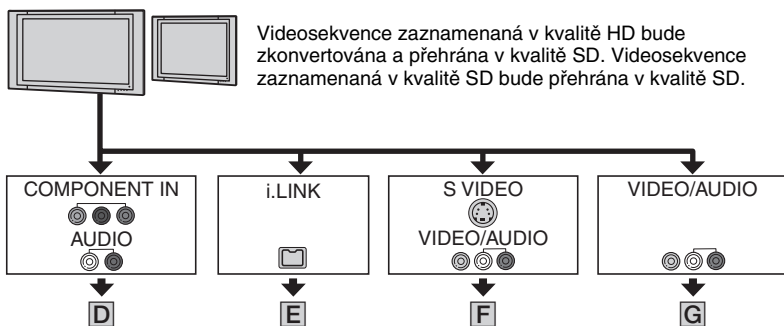 Videosekvence zaznamenaná v kvalitě HD bude
zkonvertována a přehrána v kvalitě SD. Videosekvence
zaznamenaná v kvalitě SD bude přehrána v kvalitě SD.
COMPONENT IN
AUDIO
i.LINK
S VIDEO
VIDEO/AUDIO
VIDEO/AUDIO
D
E
F
G